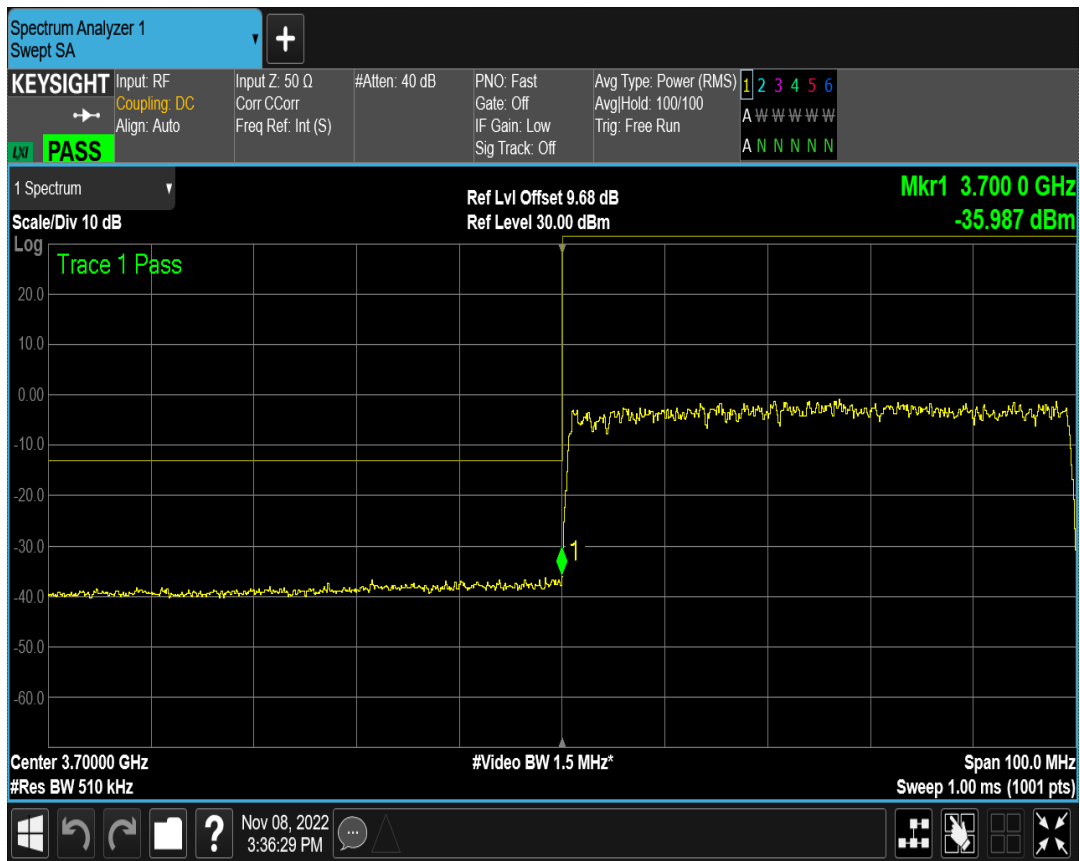 Spectrum Analyzer 1
Swept SA
+
KEYSIGHT
LXI PASS
Input: RF
Coupling: DC
Align: Auto
Input Z: 50 Ω
Corr CCorr
Freq Ref: Int (S)
#Atten: 40 dB
PNO: Fast
Gate: Off
IF Gain: Low
Sig Track: Off
Avg Type: Power (RMS)
Avg|Hold: 100/100
Trig: Free Run
1 2 3 4 5 6
A W W W W W
A N N N N N
1 Spectrum
Scale/Div 10 dB
Ref Lvl Offset 9.68 dB
Ref Level 30.00 dBm
Mkr1 3.700 0 GHz
-35.987 dBm
Log
Trace 1 Pass
20.0
10.0
0.00
-10.0
-20.0
-30.0
1
-40.0
-50.0
-60.0
Center 3.70000 GHz
#Video BW 1.5 MHz*
Span 100.0 MHz
#Res BW 510 kHz
Sweep 1.00 ms (1001 pts)
?
Nov 08, 2022
3:36:29 PM